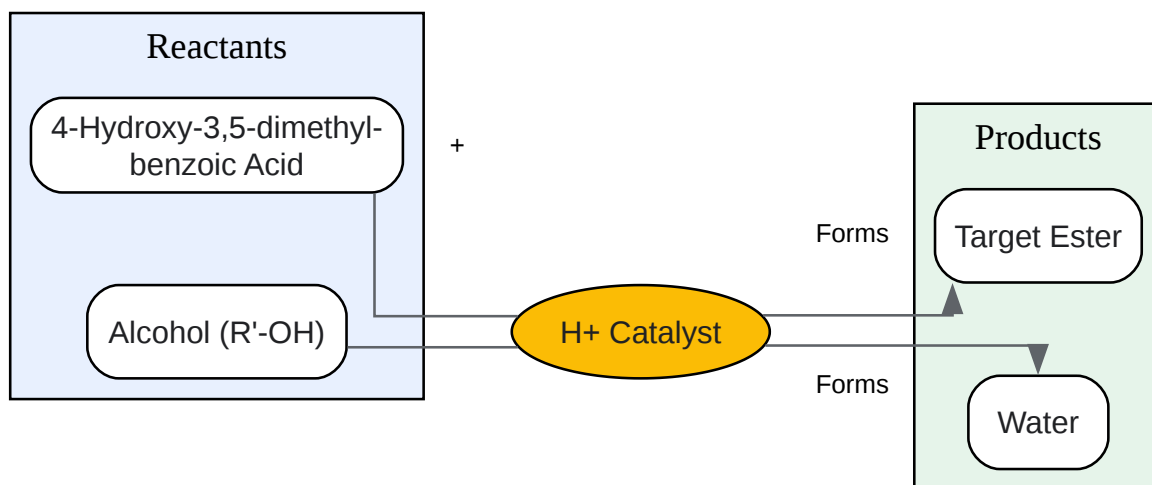 Reactants
4-Hydroxy-3,5-dimethyl-
benzoic Acid
+
Alcohol (R'-OH)
H+ Catalyst
Forms
Forms
Products
Target Ester
Water